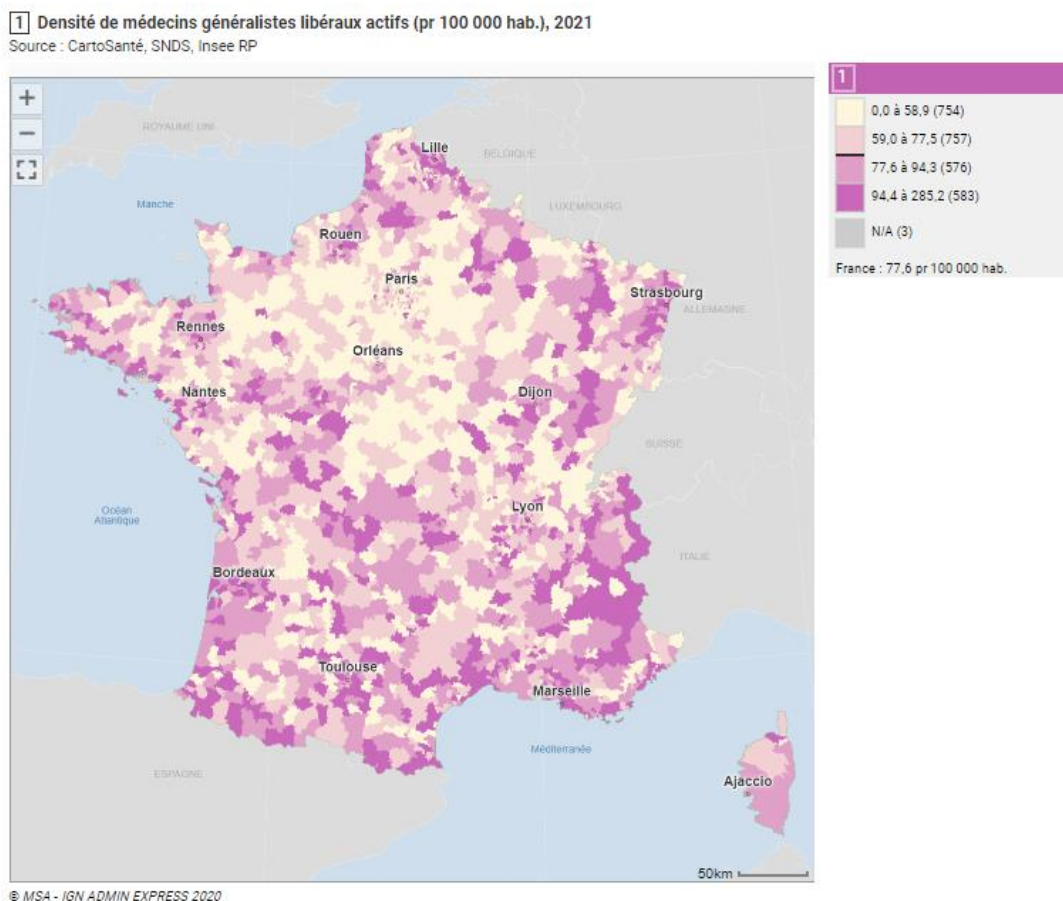 1 Densité de médecins généralistes libéraux actifs (pr 100 000 hab.), 2021
Source : CartoSanté, SNDS, Insee RP
1
0,0 à 58,9 (754)
59,0 à 77,5 (757)
77,6 à 94,3 (576)
94,4 à 285,2 (583)
N/A (3)
France : 77,6 pr 100 000 hab.
+
−
ROYAUME UNI
Lille
BELGIQUE
Manche
LUXEMBOURG
Rouen
Paris
Strasbourg
ALLEMAGNE
Rennes
Orléans
Nantes
Dijon
SUISSE
Lyon
Océan
Atlantique
ITALIE
Bordeaux
Toulouse
Marseille
Méditerranée
ESPAGNE
Ajaccio
50km
© MSA - IGN ADMIN EXPRESS 2020